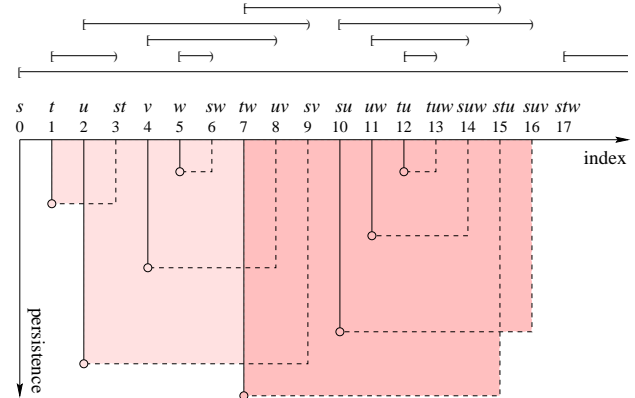 s t u st v w sw tw uv sv su uw tu tuw suw stu suv stw
0 1 2 3 4 5 6 7 8 9 10 11 12 13 14 15 16 17
index
persistence